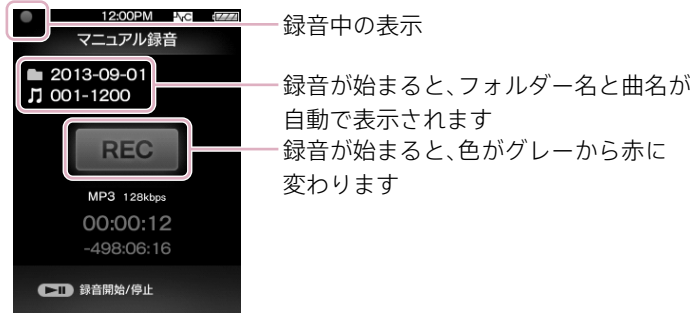 12:00PM
マニュアル録音
2013-09-01
001-1200
REC
MP3 128kbps
00:00:12
-498:06:16
録音開始/停止
録音中の表示
録音が始まると、フォルダー名と曲名が
自動で表示されます
録音が始まると、色がグレーから赤に
変わります